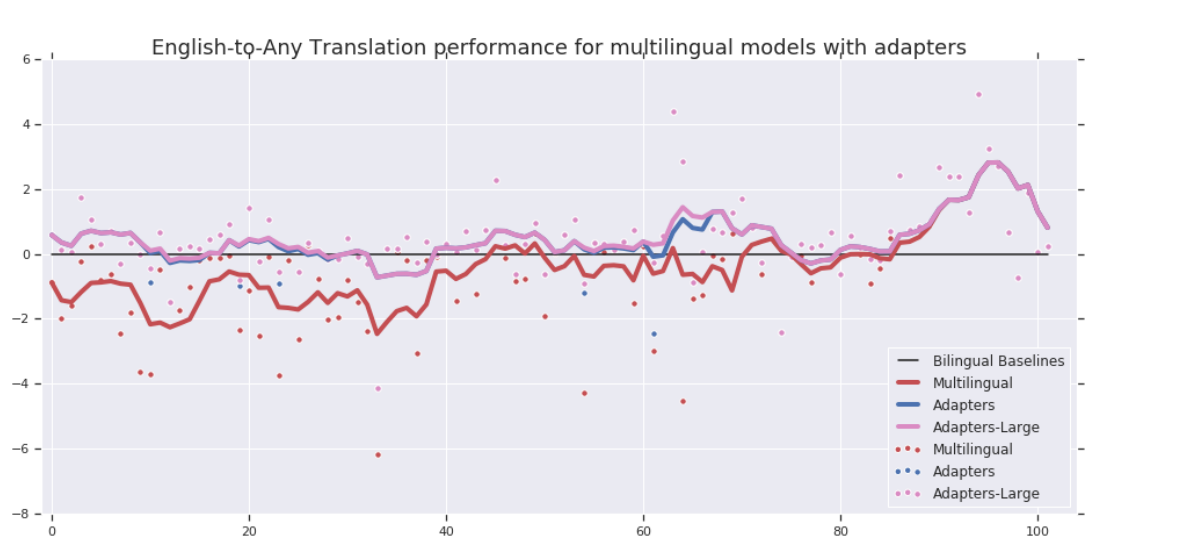 English-to-Any Translation performance for multilingual models with adapters
6
4
2
0
−2
−4
−6
−8
0 20 40 60 80 100
Bilingual Baselines
Multilingual
Adapters
Adapters-Large
Multilingual
Adapters
Adapters-Large